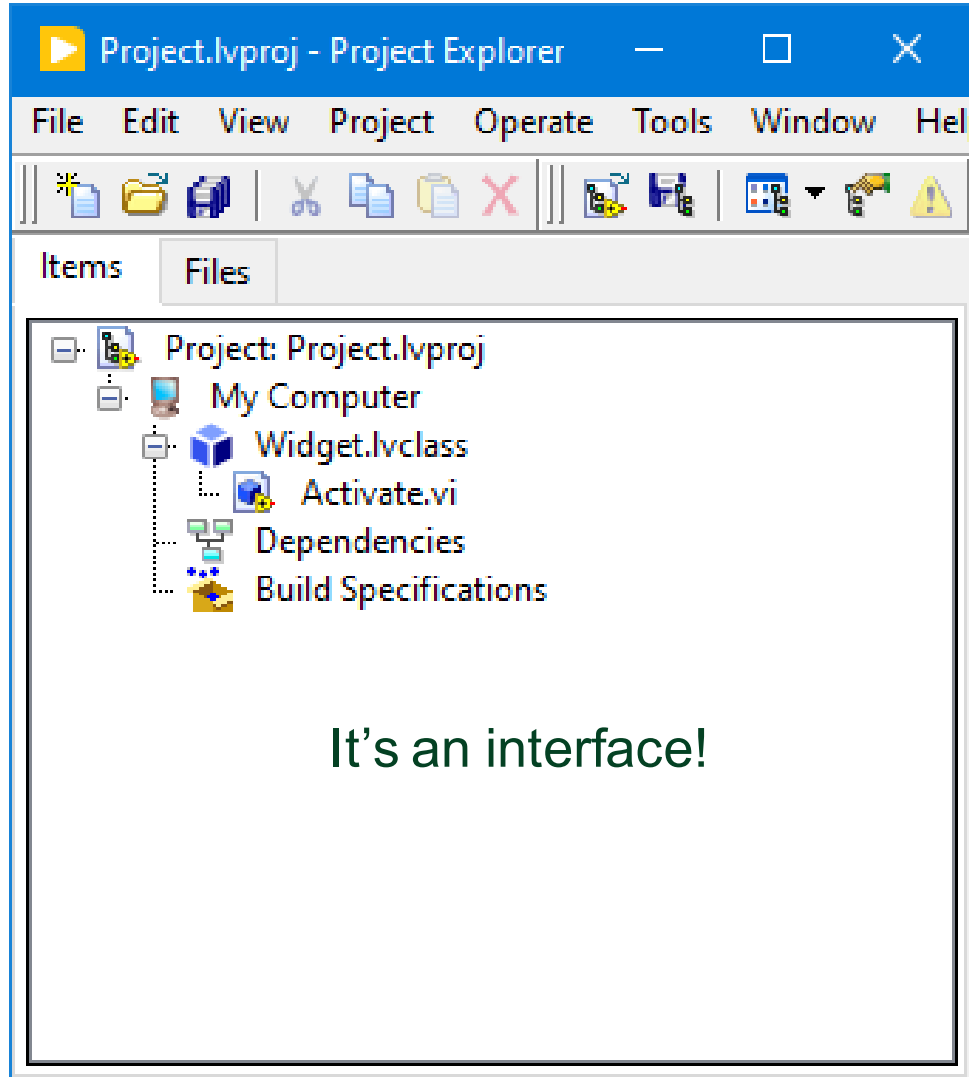 Project.lvproj - Project Explorer
File Edit View Project Operate Tools Window Hel
Items Files
Project: Project.lvproj
My Computer
Widget.lvclass
Activate.vi
Dependencies
Build Specifications
It’s an interface!